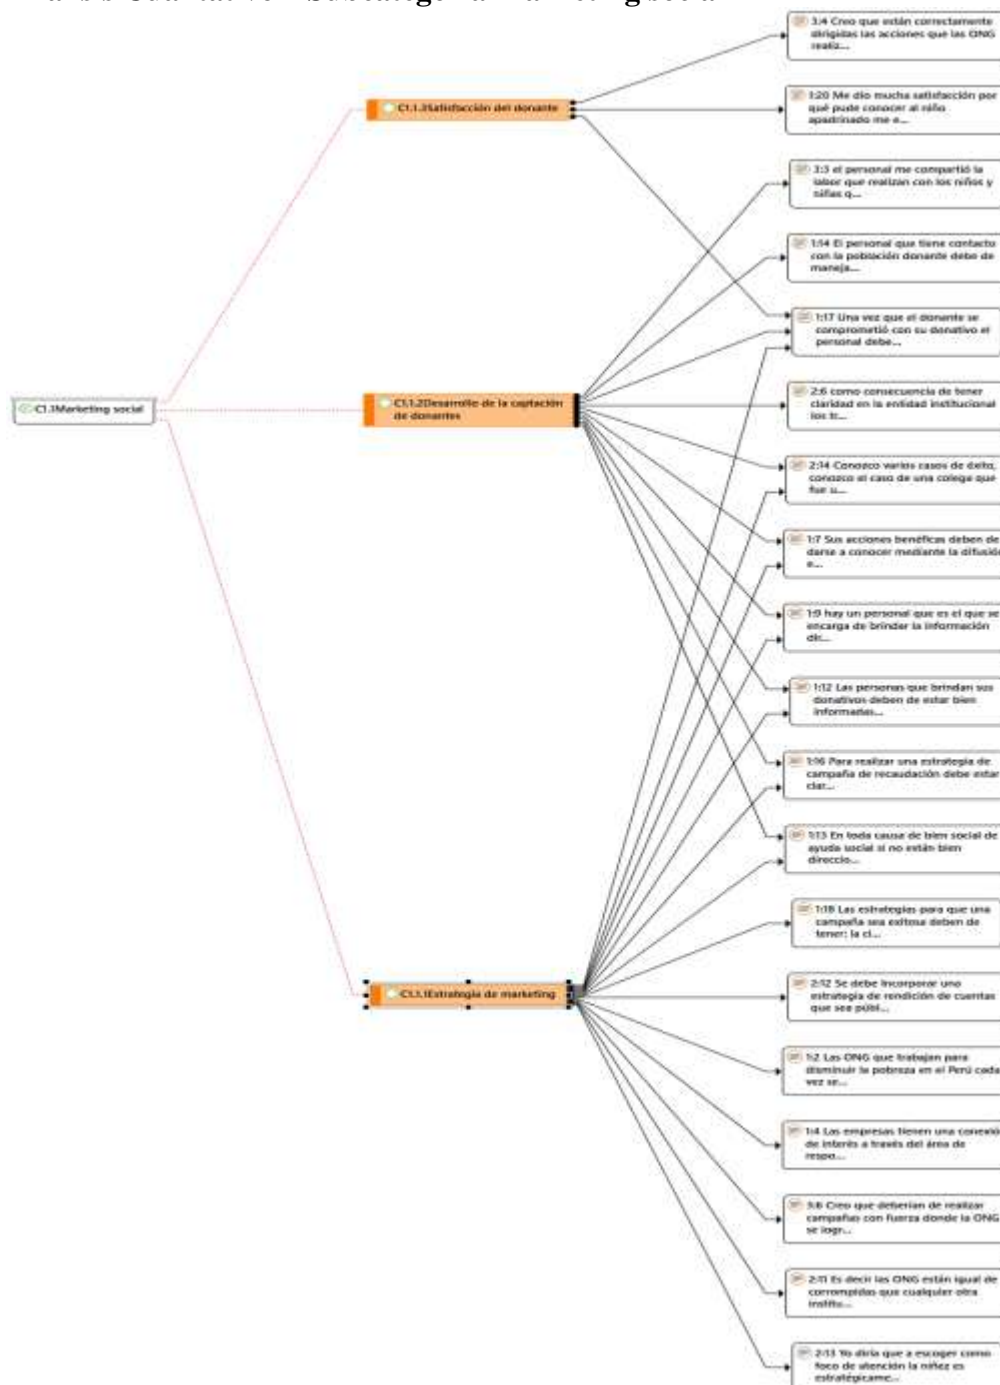 C1.1Marketing social
C1.1.3Satisfacción del donante
C1.1.2Desarrollo de la captación
de donantes
C1.1.1Estrategia de marketing
3:4 Creo que están correctamente
dirigidas las acciones que las ONG
realiz...
1:20 Me dio mucha satisfacción por
qué pude conocer al niño
apadrinado me e...
3:3 el personal me compartió la
labor que realizan con los niños y
niñas q...
1:14 El personal que tiene contacto
con la población donante debe de
maneja...
1:17 Una vez que el donante se
comprometió con su donativo el
personal debe...
2:6 como consecuencia de tener
claridad en la entidad institucional
los tr...
2:14 Conozco varios casos de éxito,
conozco el caso de una colega que
fue u...
1:7 Sus acciones benéficas deben de
darse a conocer mediante la difusió
e...
1:9 hay un personal que es el que se
encarga de brindar la información
dir...
1:12 Las personas que brindan sus
donativos deben de estar bien
informadas...
1:16 Para realizar una estrategia de
campaña de recaudación debe estar
clar...
1:13 En toda causa de bien social de
ayuda social si no están bien
direccio...
1:18 Las estrategias para que una
campaña sea exitosa deben de
tener: la ci...
2:12 Se debe incorporar una
estrategia de rendición de cuentas
que sea públ...
1:2 Las ONG que trabajan para
disminuir la pobreza en el Perú cada
vez se...
1:4 Las empresas tienen una conexió
de interés a través del área de
respo...
3:8 Creo que deberían de realizar
campañas con fuerza donde la ONG
se logr...
2:11 Es decir las ONG están igual de
corrompidas que cualquier otra
institu...
2:13 Yo diría que a escoger como
foco de atención la niñez es
estratégicame...